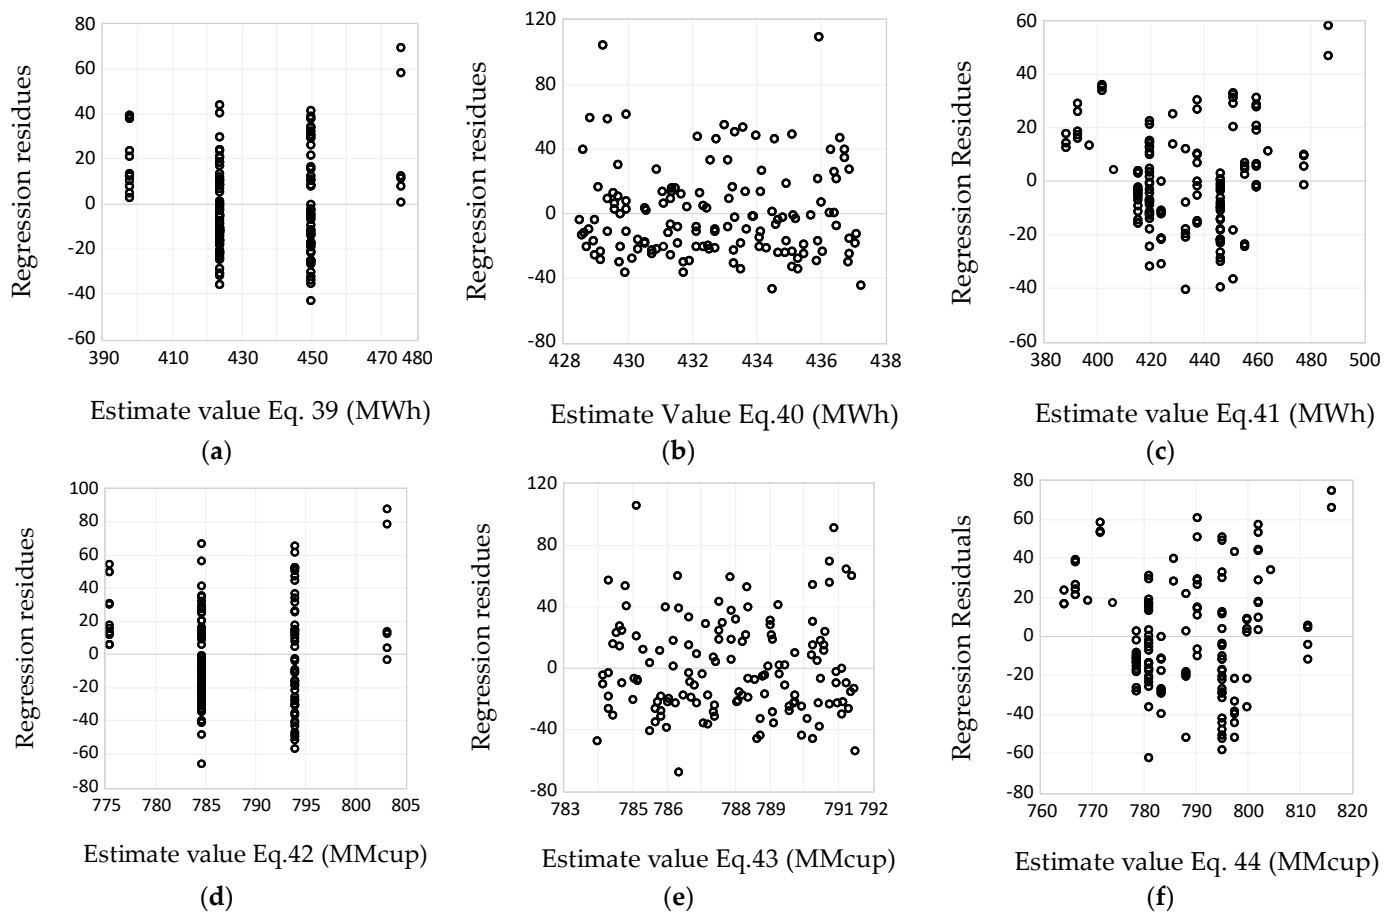 Regression residues
80
60
40
20
0
-20
-40
-60
390 410 430 450 470 480
Estimate value Eq. 39 (MWh)
(a)
Regression residues
120
80
40
0
-40
-80
428 430 432 434 436 438
Estimate Value Eq.40 (MWh)
(b)
Regression Residues
60
40
20
0
-20
-40
-60
380 400 420 440 460 480 500
Estimate value Eq.41 (MWh)
(c)
Regression residues
100
80
60
40
20
0
-20
-40
-60
-80
775 780 785 790 795 800 805
Estimate value Eq.42 (MMcup)
(d)
Regression residues
120
80
40
0
-40
-80
783 785 786 788 789 791 792
Estimate value Eq.43 (MMcup)
(e)
Regression Residuals
80
60
40
20
0
-20
-40
-60
-80
760 770 780 790 800 810 820
Estimate value Eq. 44 (MMcup)
(f)